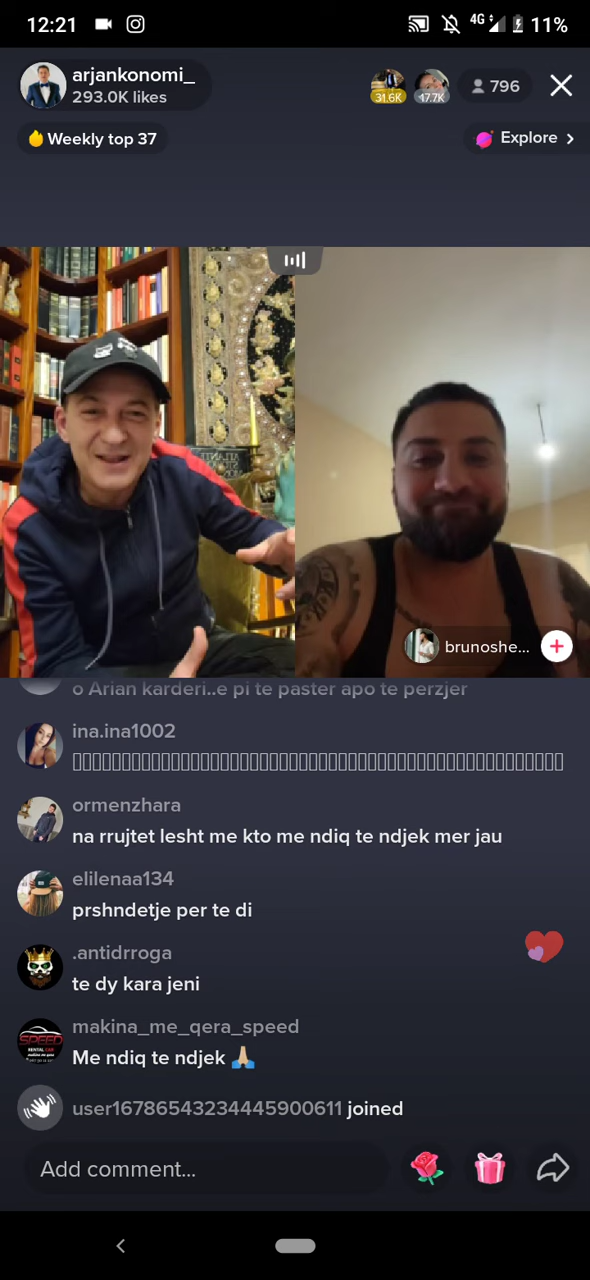 12:21
4G
11%
arjankonomi_
293.0K likes
31.6K
17.7K
796
Weekly top 37
Explore
brunoshe...
o Arian karderi..e pi te paster apo te perzjer
ina.ina1002
ormenzhara
na rrujtet lesht me kto me ndiq te ndjek mer jau
elilenaa134
prshndetje per te di
.antidrroga
te dy kara jeni
makina_me_qera_speed
SPEED
Me ndiq te ndjek 🙏🏼
user16786543234445900611 joined
Add comment...